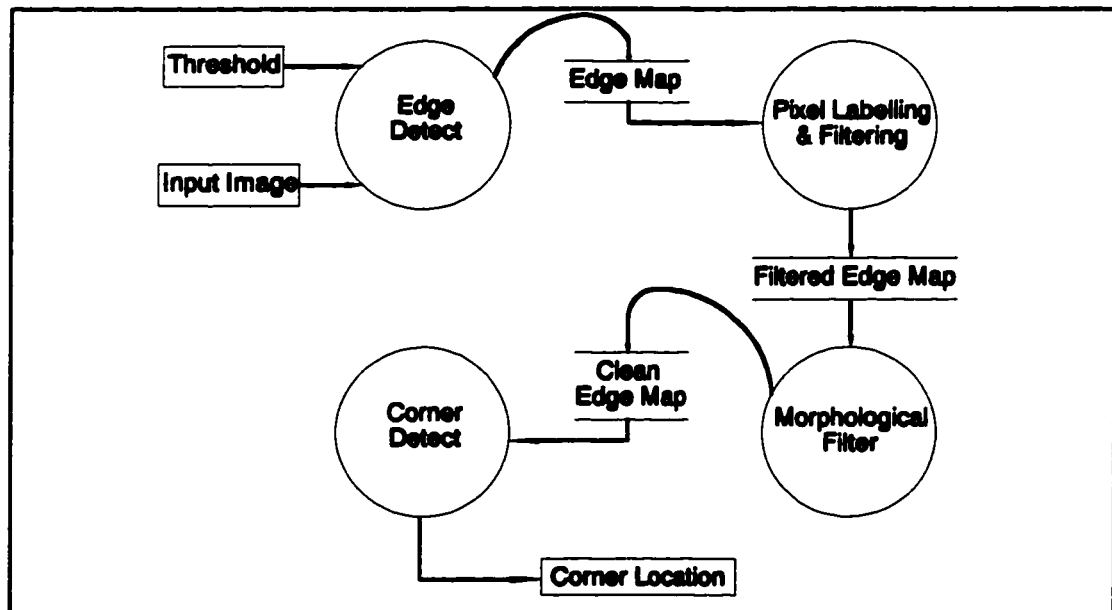 Threshold
Edge
Detect
Edge Map
Pixel Labelling
& Filtering
Input Image
Filtered Edge Map
Clean
Edge Map
Corner
Detect
Morphological
Filter
Corner Location